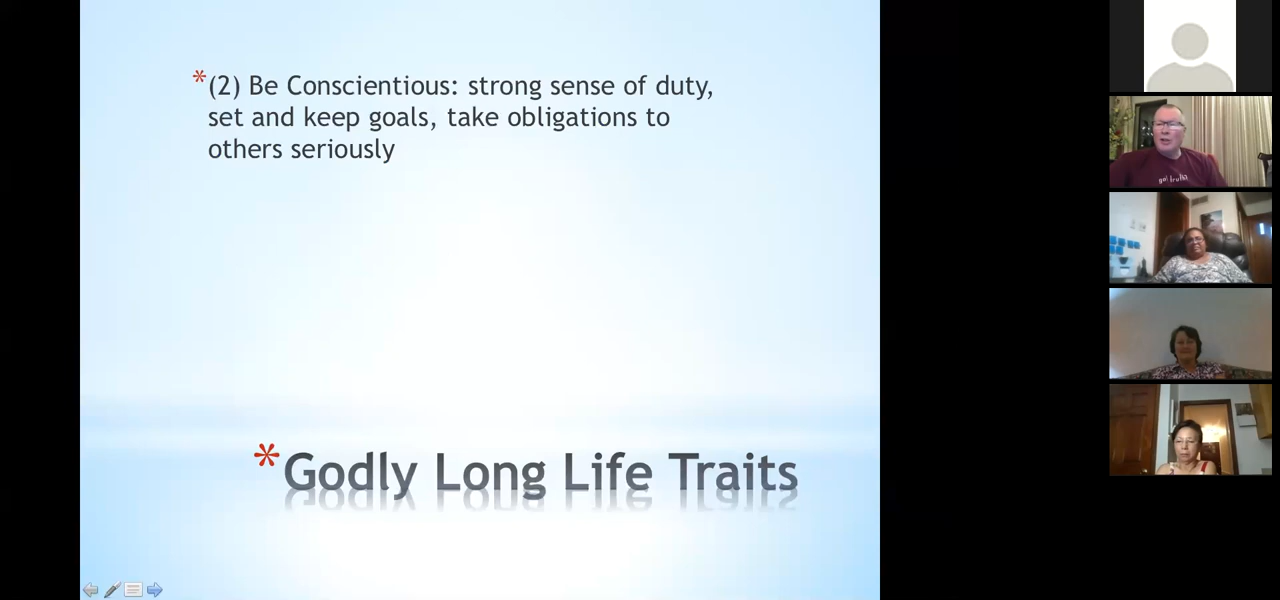 *(2) Be Conscientious: strong sense of duty,
set and keep goals, take obligations to
others seriously
*Godly Long Life Traits